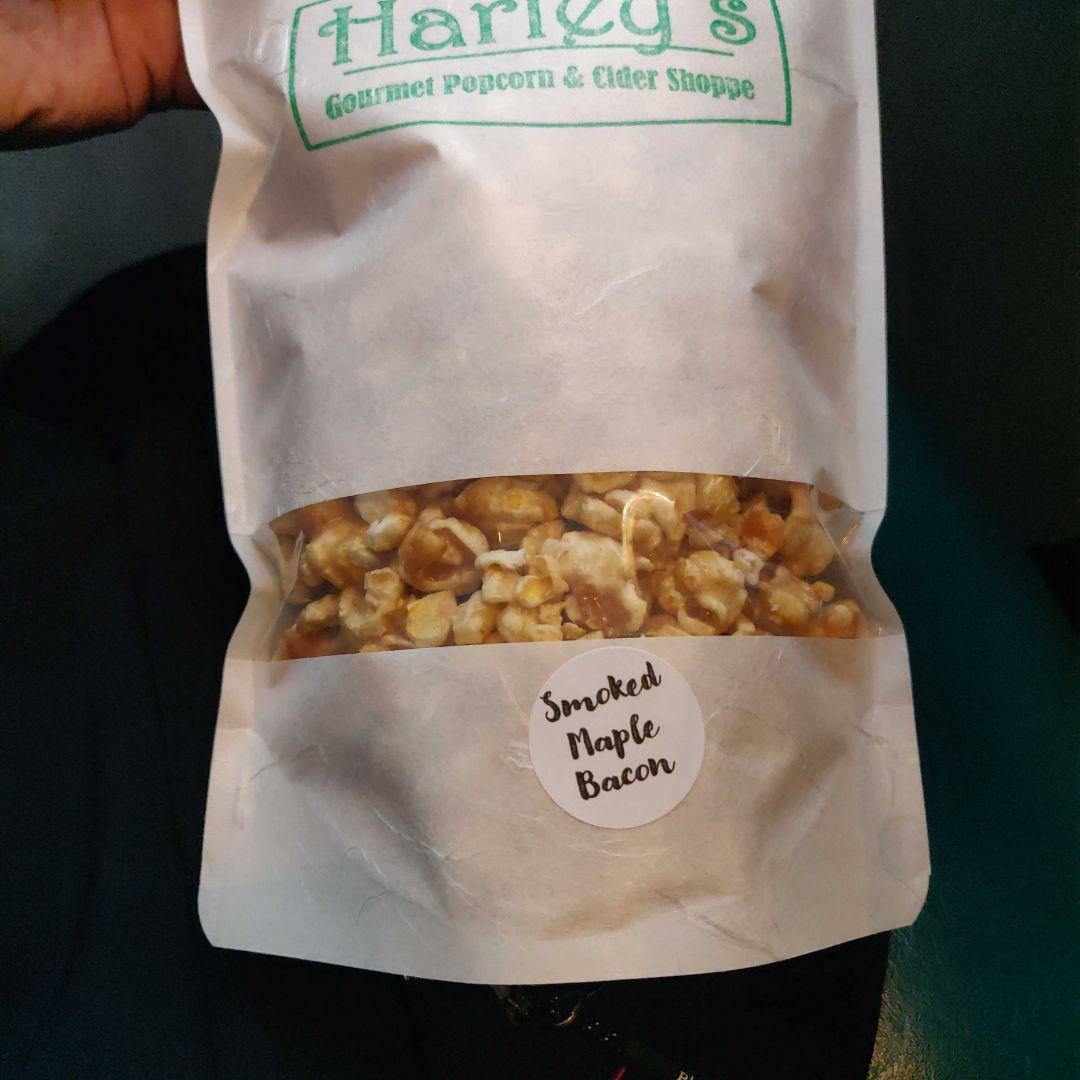 Harley's
Gourmet Popcorn & Cider Shoppe
Smoked
Maple
Bacon